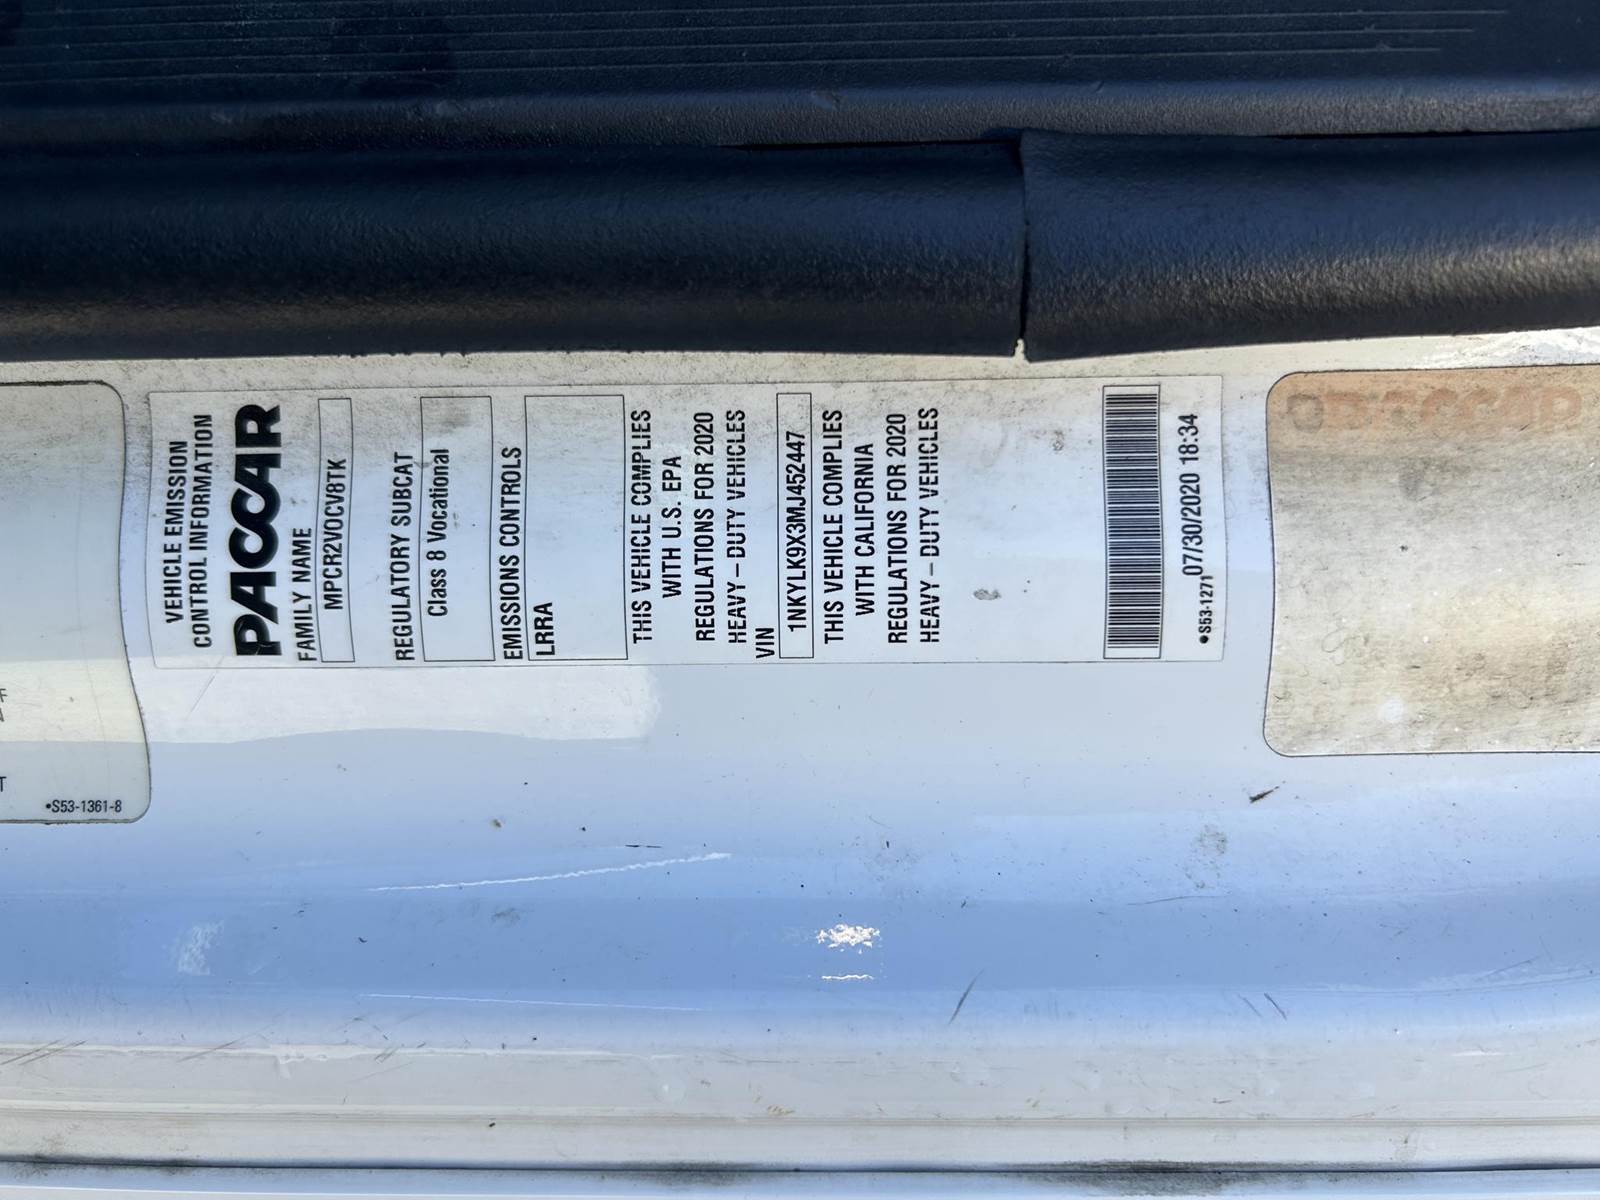 VEHICLE EMISSION
CONTROL INFORMATION
PACCAR
FAMILY NAME
MPCR2VOCV8TK
REGULATORY SUBCAT
Class 8 Vocational
EMISSIONS CONTROLS
LRRA
THIS VEHICLE COMPLIES
WITH U.S. EPA
REGULATIONS FOR 2020
HEAVY – DUTY VEHICLES
VIN
1NKYLK9X3MJ452447
THIS VEHICLE COMPLIES
WITH CALIFORNIA
REGULATIONS FOR 2020
HEAVY – DUTY VEHICLES
•S53-1271 07/30/2020 18:34
•S53-1361-8